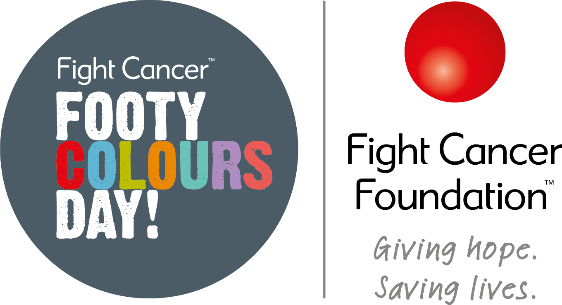 Fight Cancer™
FOOTY
COLOURS
DAY!
Fight Cancer
Foundation™
Giving hope.
Saving lives.